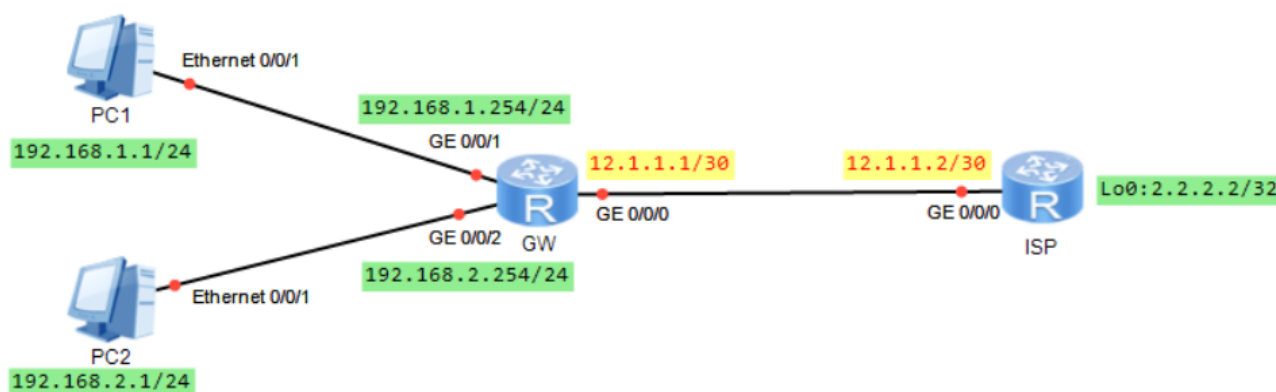 Ethernet 0/0/1
PC1
192.168.1.1/24
192.168.1.254/24
GE 0/0/1
12.1.1.1/30
12.1.1.2/30
Lo0:2.2.2.2/32
R
R
GE 0/0/0
GE 0/0/0
GE 0/0/2
GW
ISP
192.168.2.254/24
Ethernet 0/0/1
PC2
192.168.2.1/24